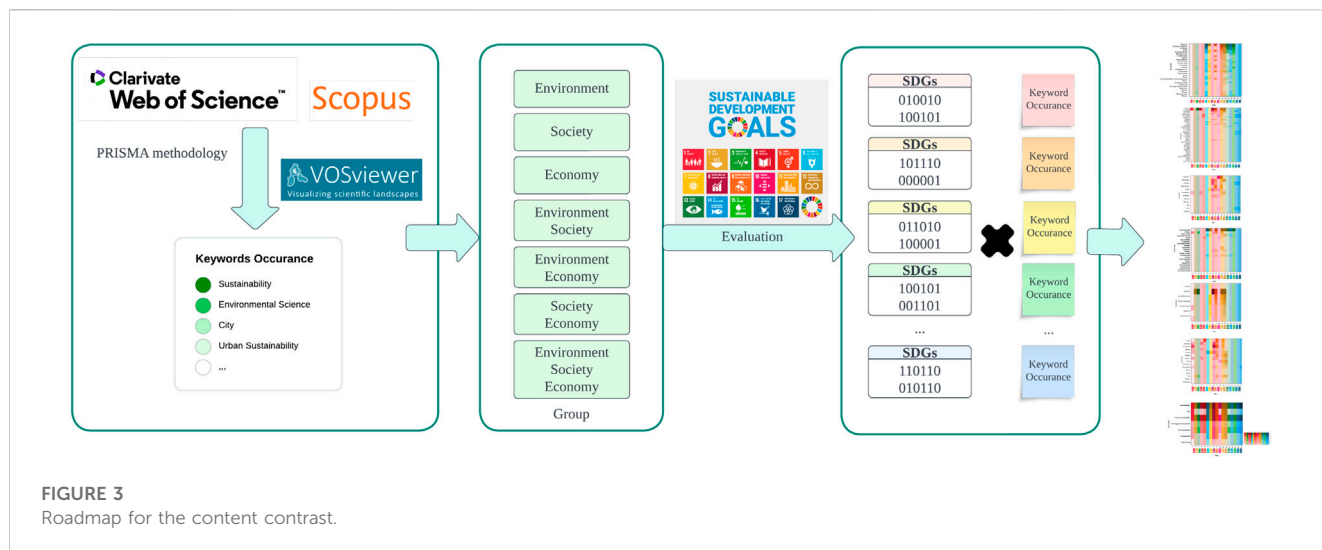 Clarivate
Web of Science™
Scopus
PRISMA methodology
VOSviewer
Visualizing scientific landscapes
Keywords Occurance
Sustainability
Environmental Science
City
Urban Sustainability
...
Environment
Society
Economy
Environment
Society
Environment
Economy
Society
Economy
Environment
Society
Economy
Group
SUSTAINABLE
DEVELOPMENT
GOALS
Evaluation
SDGs
010010
100101
SDGs
101110
000001
SDGs
011010
100001
SDGs
100101
001101
...
SDGs
110110
010110
Keyword
Occurance
Keyword
Occurance
Keyword
Occurance
Keyword
Occurance
...
Keyword
Occurance
FIGURE 3
Roadmap for the content contrast.